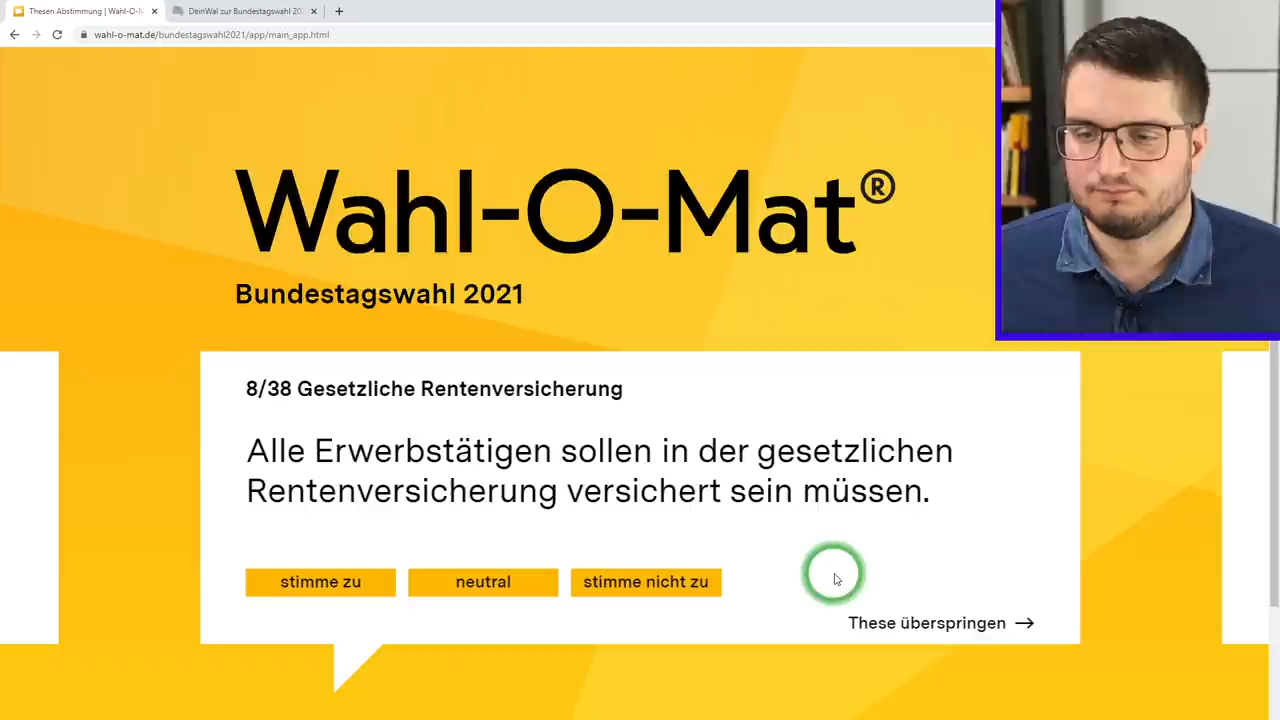 Thesen Abstimmung | Wahl-O-M
DeinWal zur Bundestagswahl 20
wahl-o-mat.de/bundestagswahl2021/app/main_app.html
Wahl-O-Mat®
Bundestagswahl 2021
8/38 Gesetzliche Rentenversicherung
Alle Erwerbstätigen sollen in der gesetzlichen
Rentenversicherung versichert sein müssen.
stimme zu
neutral
stimme nicht zu
These überspringen →